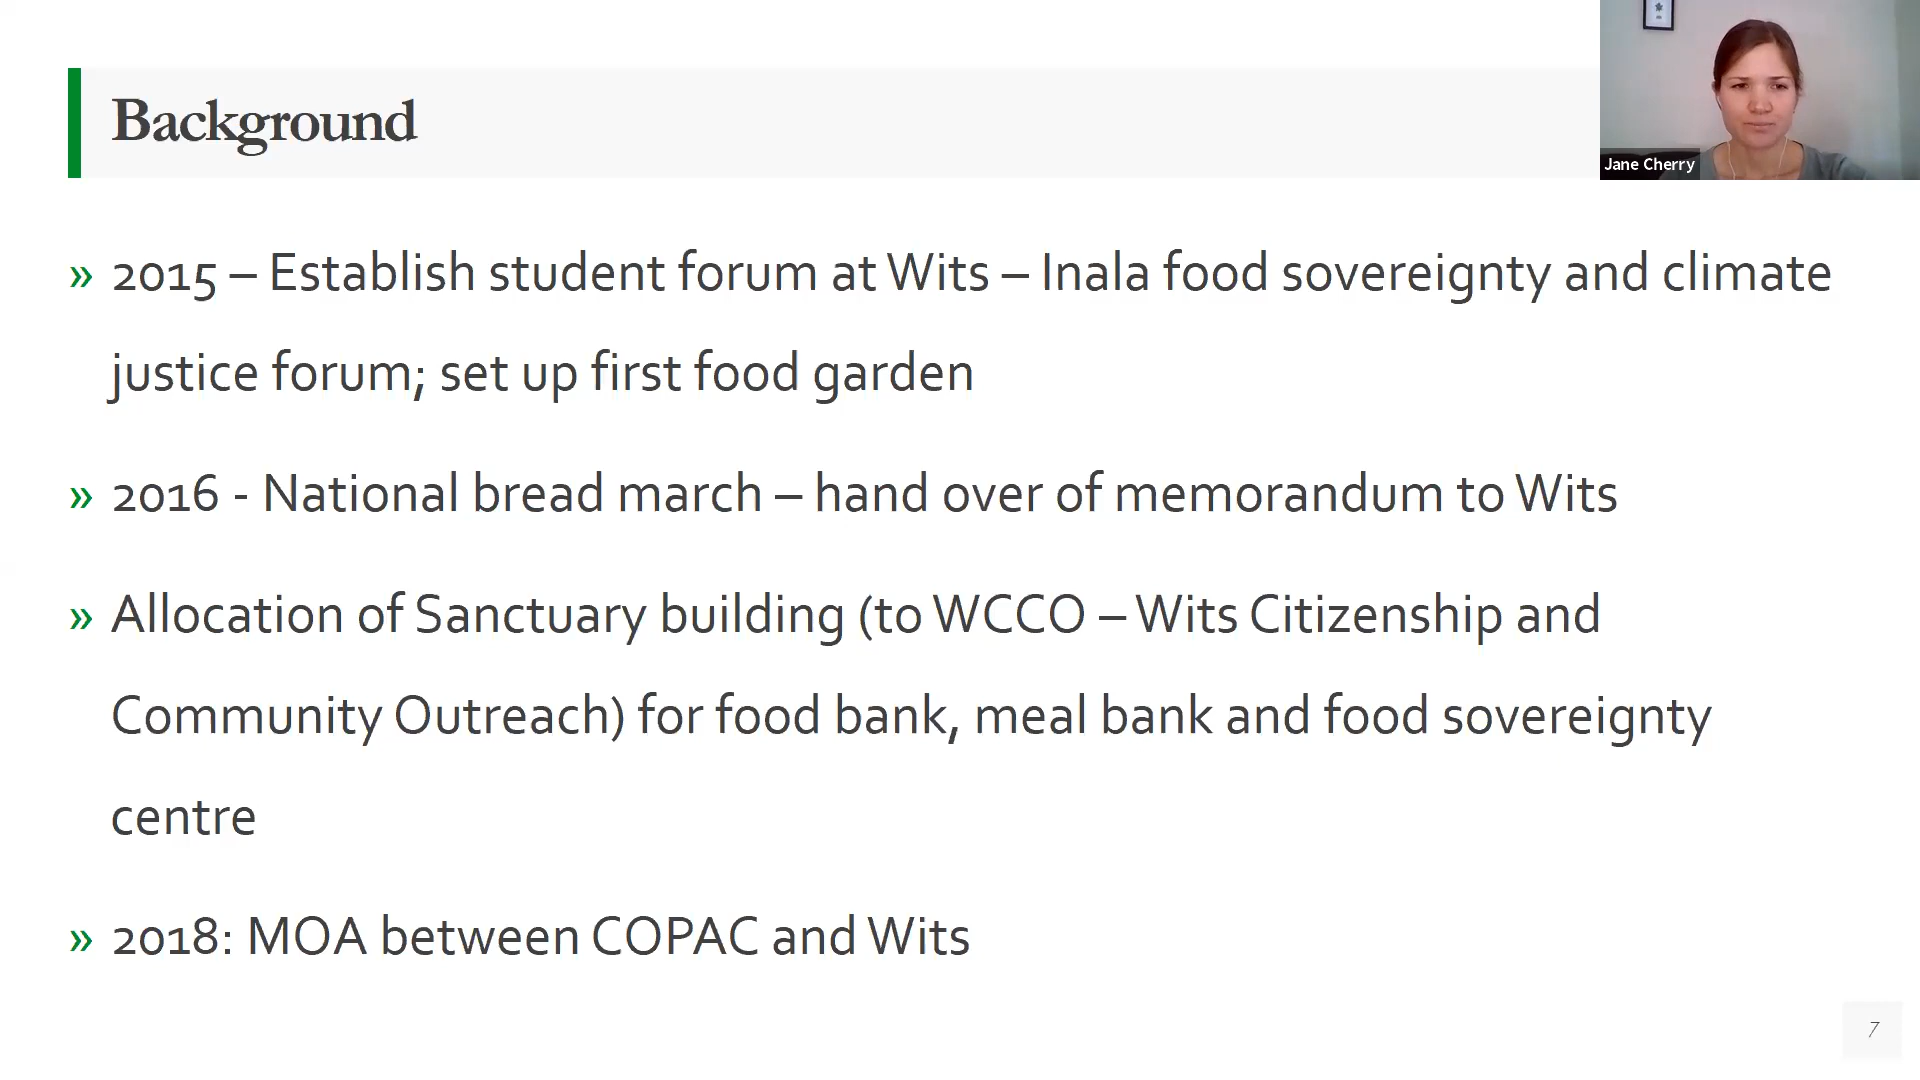 Background
Jane Cherry
» 2015 – Establish student forum at Wits – Inala food sovereignty and climate
justice forum; set up first food garden
» 2016 - National bread march – hand over of memorandum to Wits
» Allocation of Sanctuary building (to WCCO – Wits Citizenship and
Community Outreach) for food bank, meal bank and food sovereignty
centre
» 2018: MOA between COPAC and Wits
7